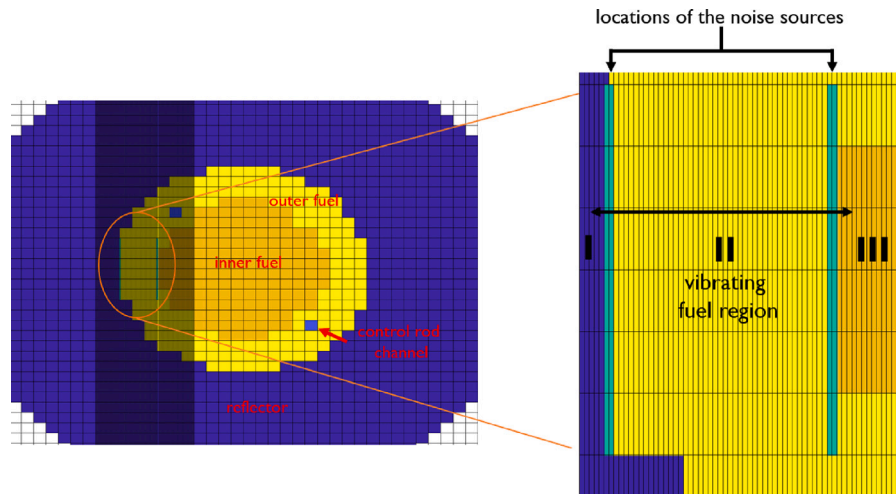 locations of the noise sources
outer fuel
inner fuel
control rod
channel
reflector
I
II
III
vibrating
fuel region